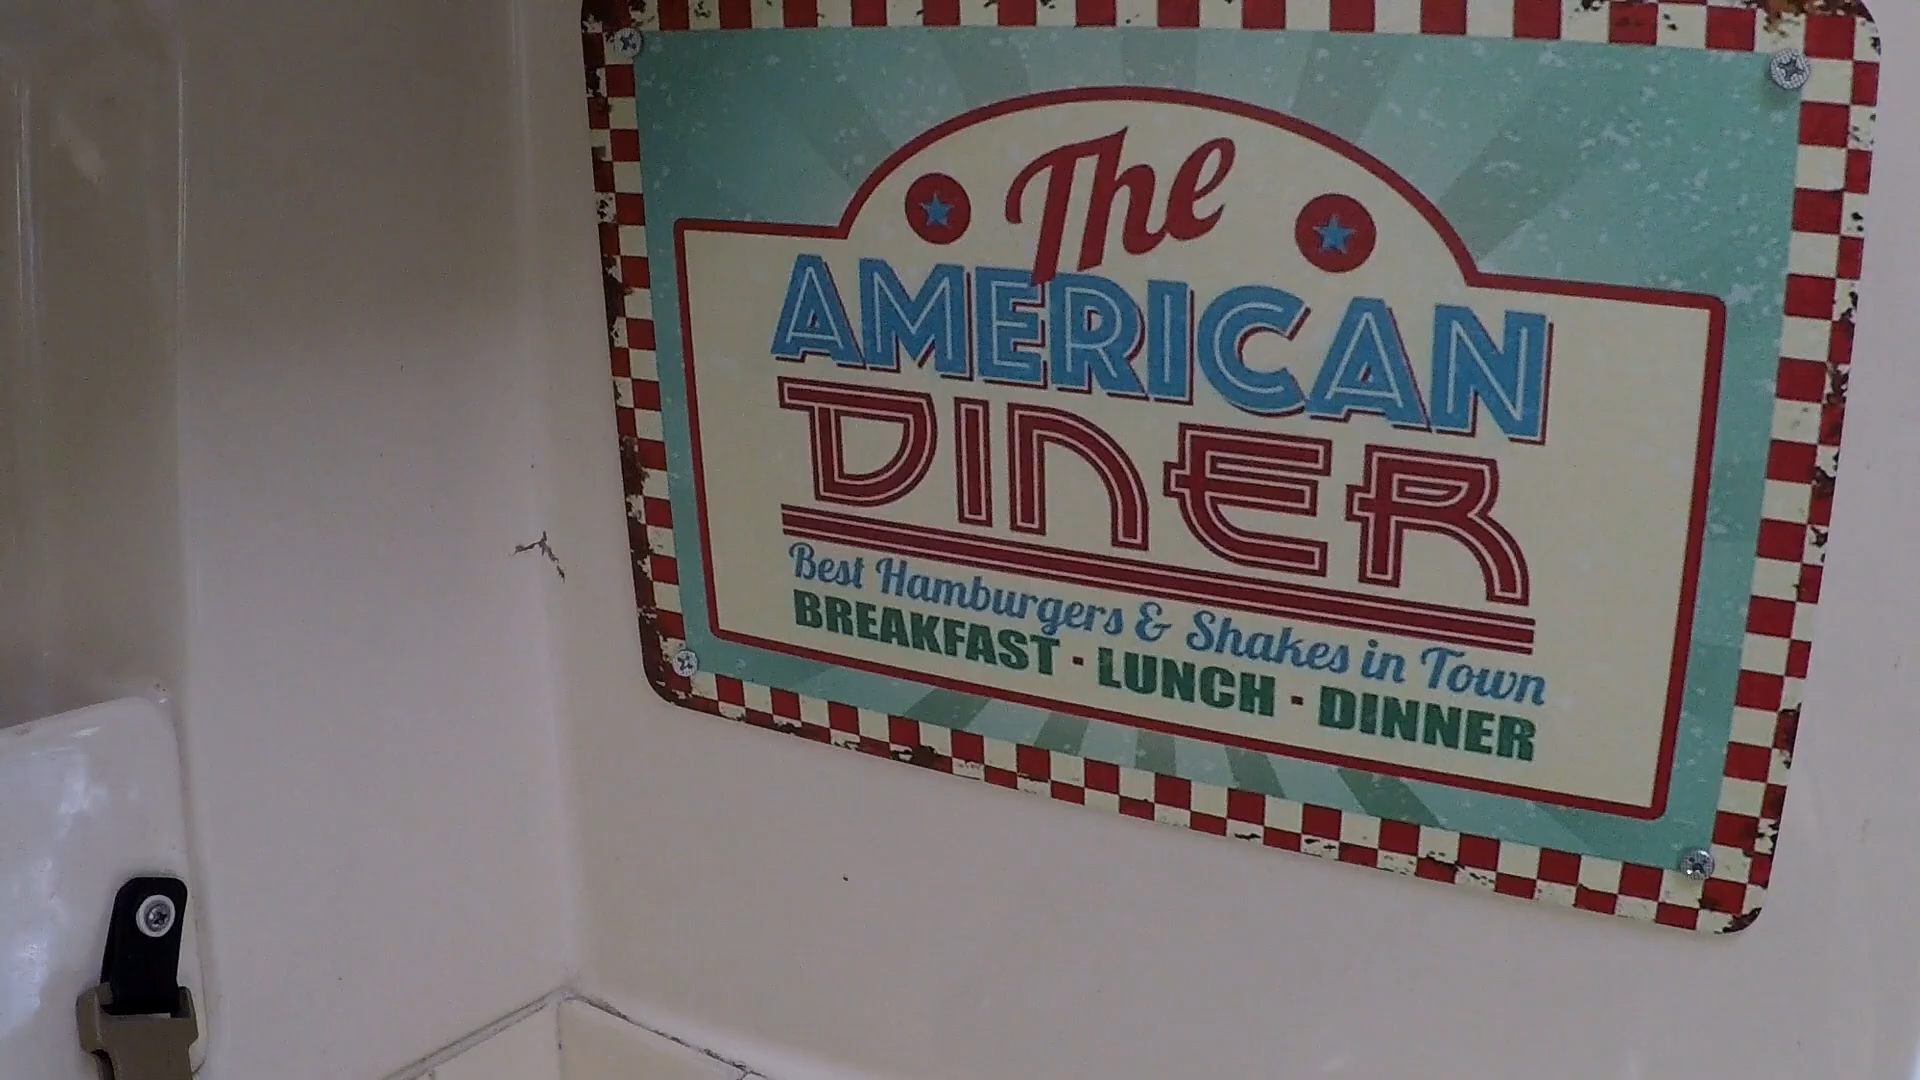 The
AMERICAN
DINER
Best Hamburgers & Shakes in Town
BREAKFAST · LUNCH · DINNER